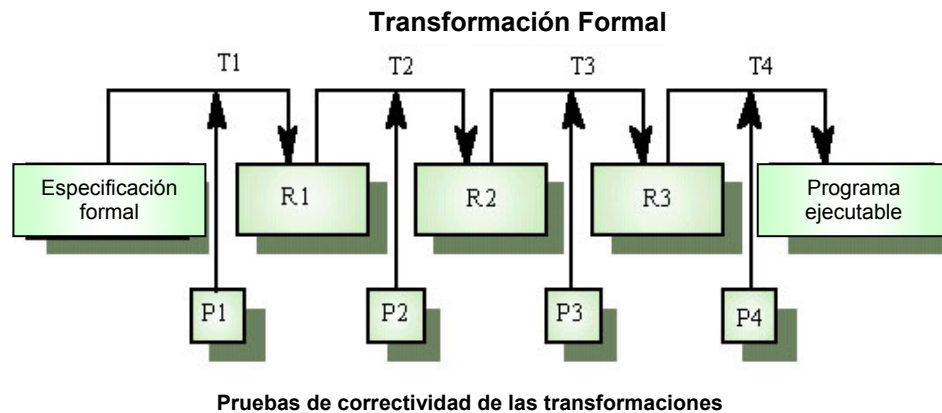 Transformación Formal
T1
T2
T3
T4
Especificación
formal
R1
R2
R3
Programa
ejecutable
P1
P2
P3
P4
Pruebas de correctividad de las transformaciones